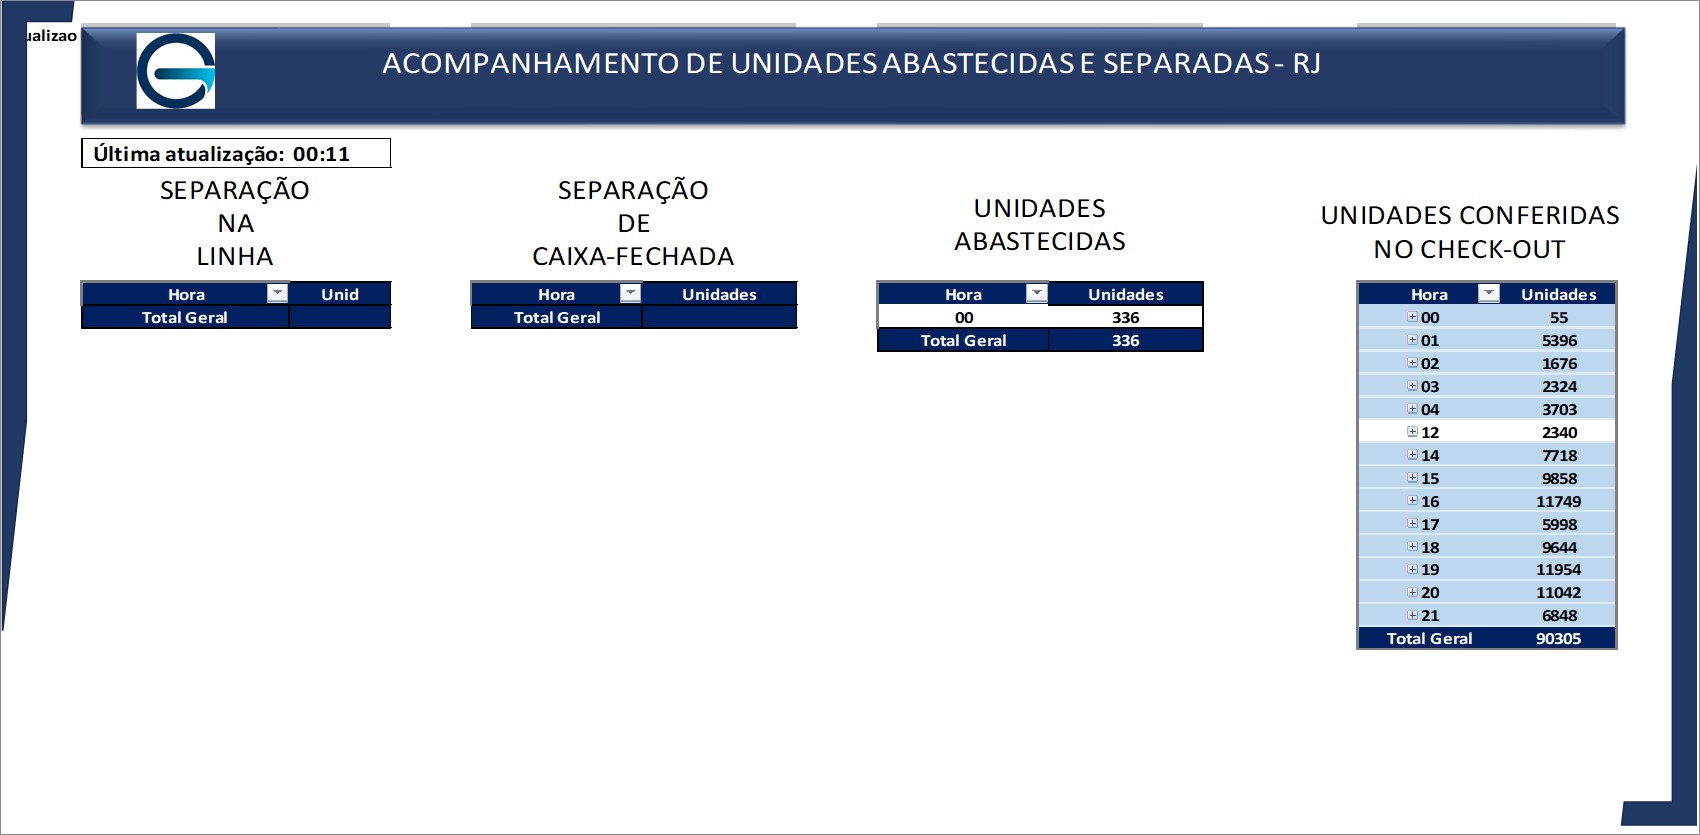 ualizao
ACOMPANHAMENTO DE UNIDADES ABASTECIDAS E SEPARADAS - RJ
Última atualização: 00:11
SEPARAÇÃO
NA
LINHA
Hora Unid
Total Geral
SEPARAÇÃO
DE
CAIXA-FECHADA
Hora Unidades
Total Geral
UNIDADES
ABASTECIDAS
Hora Unidades
00 336
Total Geral 336
UNIDADES CONFERIDAS
NO CHECK-OUT
Hora Unidades
00 55
01 5396
02 1676
03 2324
04 3703
12 2340
14 7718
15 9858
16 11749
17 5998
18 9644
19 11954
20 11042
21 6848
Total Geral 90305